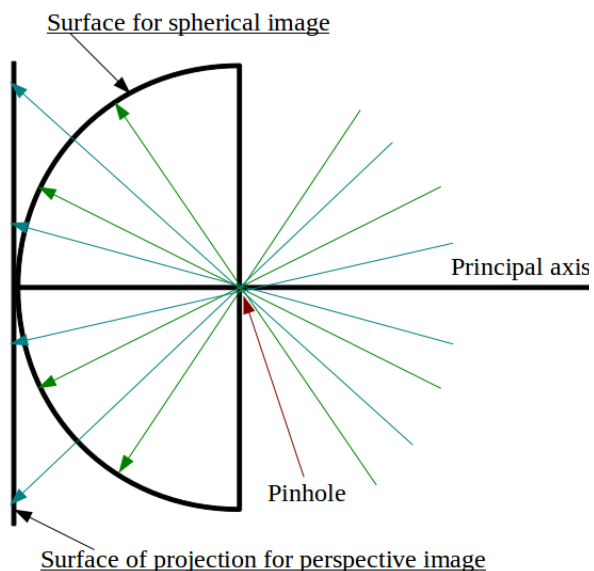 Surface for spherical image
Principal axis
Pinhole
Surface of projection for perspective image